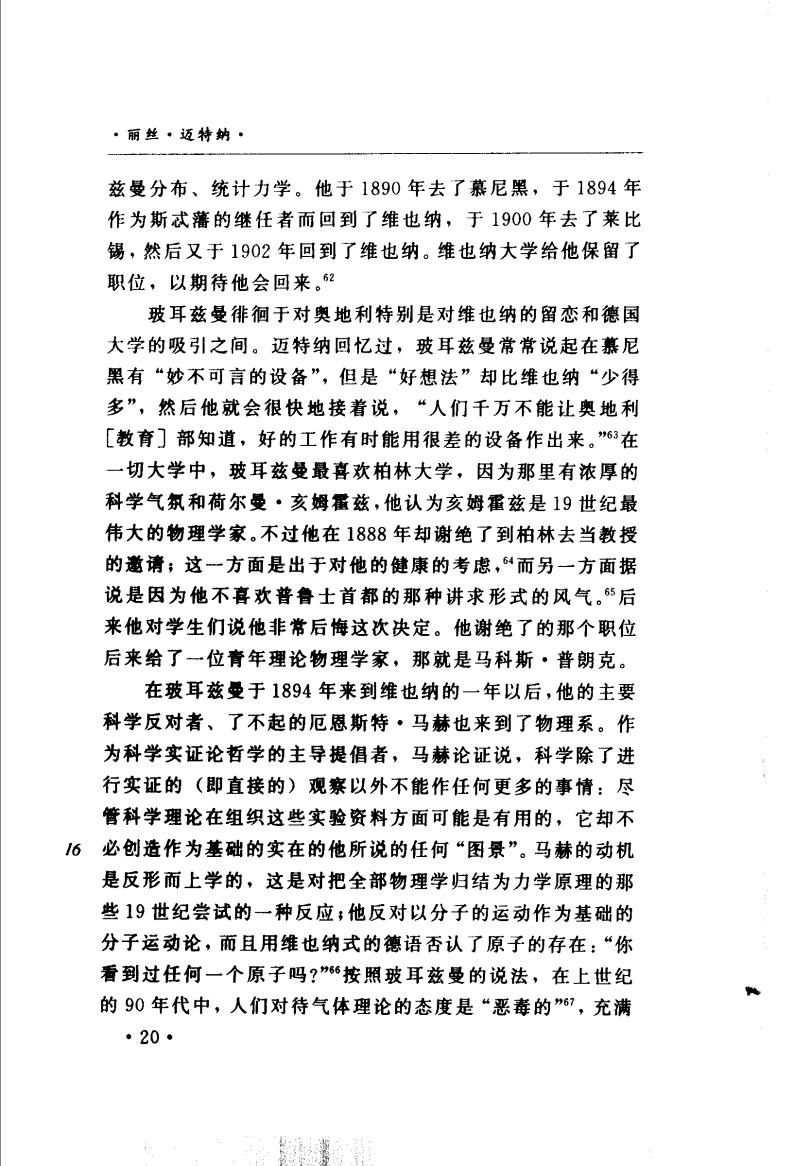 ·丽丝·迈特纳·
兹曼分布、统计力学。他于 1890 年去了慕尼黑，于 1894 年
作为斯忒藩的继任者而回到了维也纳，于 1900 年去了莱比
锡，然后又于 1902 年回到了维也纳。维也纳大学给他保留了
职位，以期待他会回来。62
玻耳兹曼徘徊于对奥地利特别是对维也纳的留恋和德国
大学的吸引之间。迈特纳回忆过，玻耳兹曼常常说起在慕尼
黑有“妙不可言的设备”，但是“好想法”却比维也纳“少得
多”，然后他就会很快地接着说，“人们千万不能让奥地利
［教育］部知道，好的工作有时能用很差的设备作出来。”63在
一切大学中，玻耳兹曼最喜欢柏林大学，因为那里有浓厚的
科学气氛和荷尔曼·亥姆霍兹，他认为亥姆霍兹是 19 世纪最
伟大的物理学家。不过他在 1888 年却谢绝了到柏林去当教授
的邀请；这一方面是出于对他的健康的考虑，64而另一方面据
说是因为他不喜欢普鲁士首都的那种讲求形式的风气。65后
来他对学生们说他非常后悔这次决定。他谢绝了的那个职位
后来给了一位青年理论物理学家，那就是马科斯·普朗克。
在玻耳兹曼于 1894 年来到维也纳的一年以后，他的主要
科学反对者、了不起的厄恩斯特·马赫也来到了物理系。作
为科学实证论哲学的主导提倡者，马赫论证说，科学除了进
行实证的（即直接的）观察以外不能作任何更多的事情：尽
管科学理论在组织这些实验资料方面可能是有用的，它却不
16 必创造作为基础的实在的他所说的任何“图景”。马赫的动机
是反形而上学的，这是对把全部物理学归结为力学原理的那
些 19 世纪尝试的一种反应；他反对以分子的运动作为基础的
分子运动论，而且用维也纳式的德语否认了原子的存在：“你
看到过任何一个原子吗？”66按照玻耳兹曼的说法，在上世纪
的 90 年代中，人们对待气体理论的态度是“恶毒的”67，充满
·20·